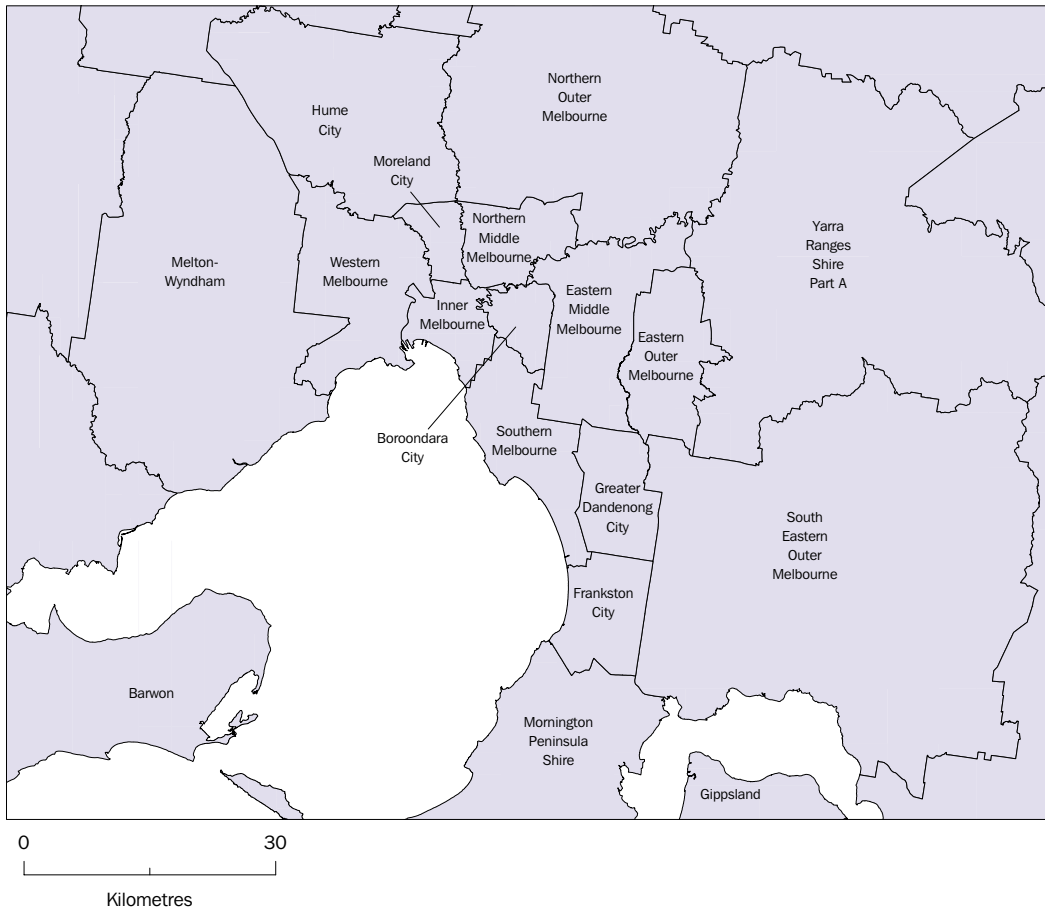 Northern
Outer
Melbourne
Hume
City
Moreland
City
Northern
Middle
Melbourne
Yarra
Ranges
Shire
Part A
Melton-
Wyndham
Western
Melbourne
Inner
Melbourne
Eastern
Middle
Melbourne
Eastern
Outer
Melbourne
Boroondara
City
Southern
Melbourne
Greater
Dandenong
City
South
Eastern
Outer
Melbourne
Frankston
City
Barwon
Mornington
Peninsula
Shire
Gippsland
0 30
Kilometres